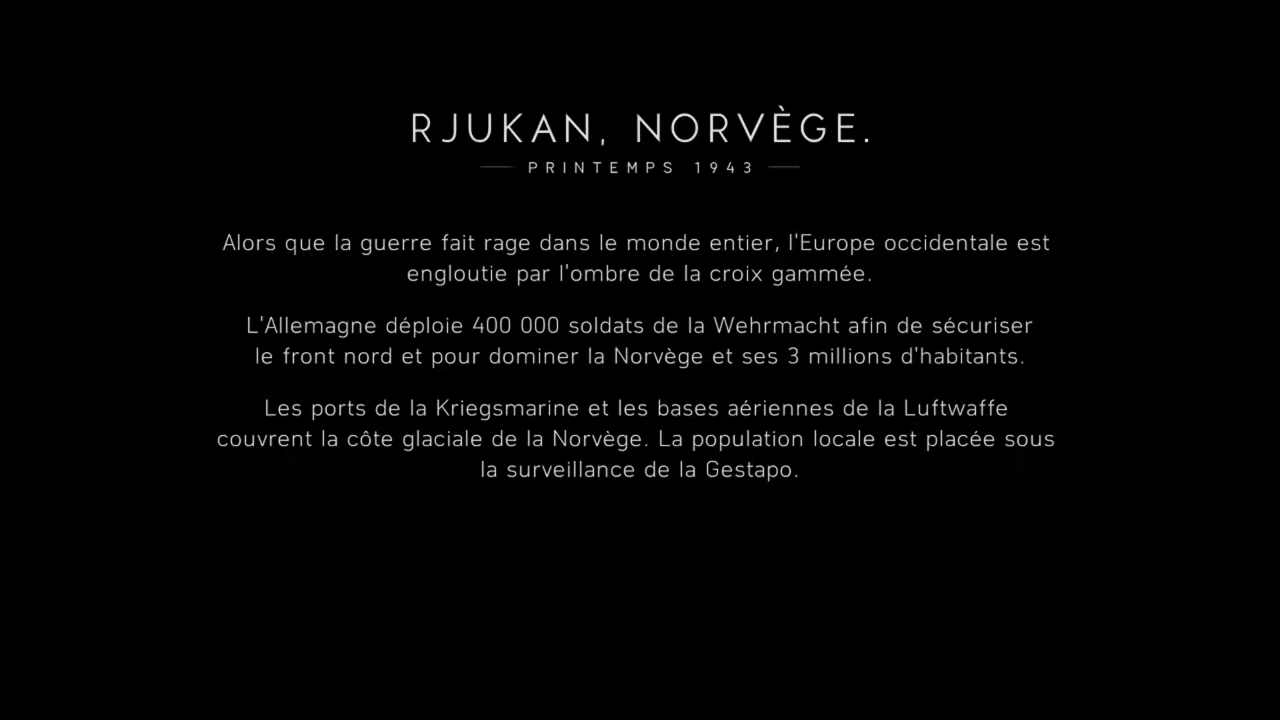 RJUKAN, NORVÈGE.
PRINTEMPS 1943
Alors que la guerre fait rage dans le monde entier, l'Europe occidentale est
engloutie par l'ombre de la croix gammée.
L'Allemagne déploie 400 000 soldats de la Wehrmacht afin de sécuriser
le front nord et pour dominer la Norvège et ses 3 millions d'habitants.
Les ports de la Kriegsmarine et les bases aériennes de la Luftwaffe
couvrent la côte glaciale de la Norvège. La population locale est placée sous
la surveillance de la Gestapo.